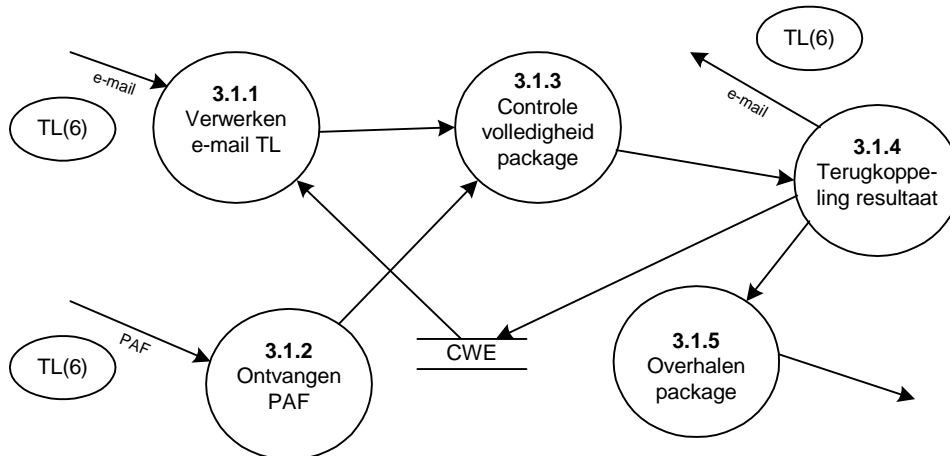 TL(6)
e-mail
TL(6)
3.1.1
Verwerken
e-mail TL
3.1.3
Controle
volledigheid
package
TL(6)
e-mail
3.1.4
Terugkoppe-
ling resultaat
PAF
TL(6)
3.1.2
Ontvangen
PAF
CWE
3.1.5
Overhalen
package